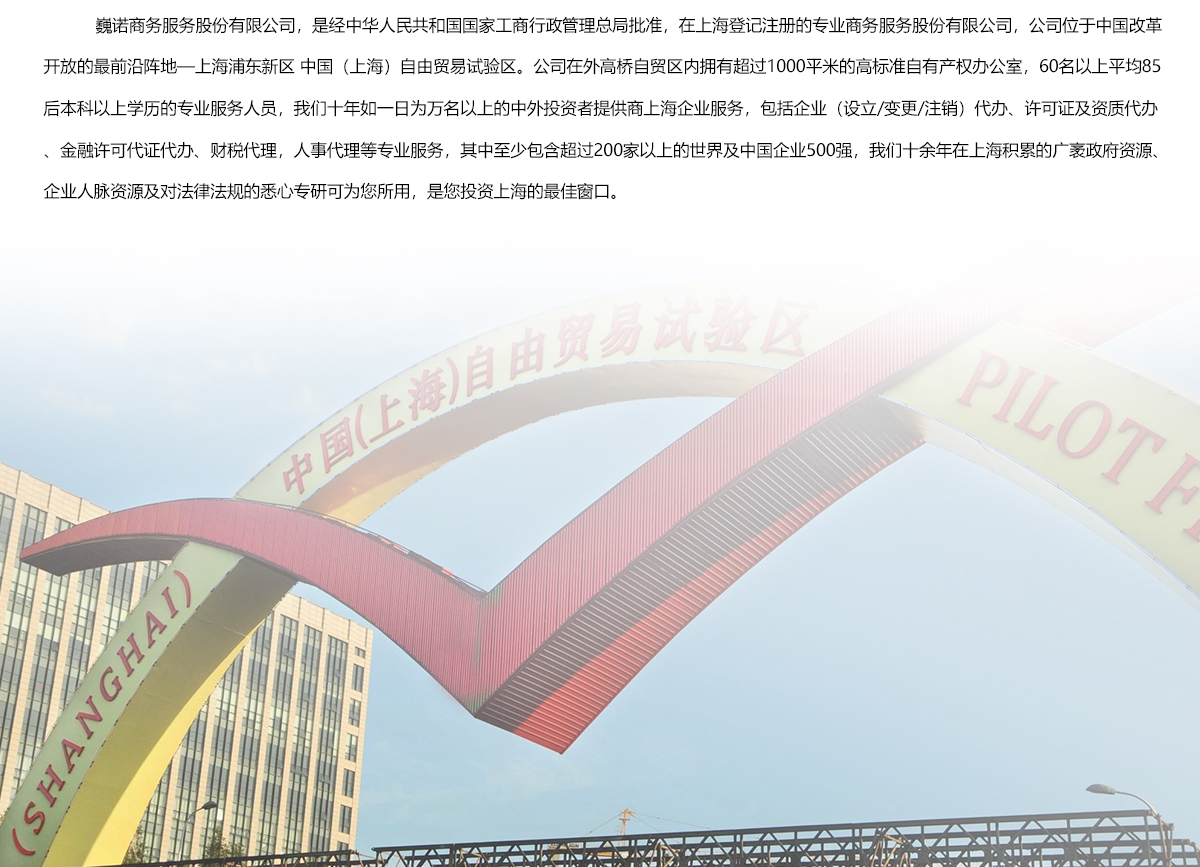 巍诺商务服务股份有限公司，是经中华人民共和国国家工商行政管理总局批准，在上海登记注册的专业商务服务股份有限公司，公司位于中国改革
开放的最前沿阵地—上海浦东新区 中国（上海）自由贸易试验区。公司在外高桥自贸区内拥有超过1000平米的高标准自有产权办公室，60名以上平均85
后本科以上学历的专业服务人员，我们十年如一日为万名以上的中外投资者提供商上海企业服务，包括企业（设立/变更/注销）代办、许可证及资质代办
、金融许可代证代办、财税代理，人事代理等专业服务，其中至少包含超过200家以上的世界及中国企业500强，我们十余年在上海积累的广袤政府资源、
企业人脉资源及对法律法规的悉心专研可为您所用，是您投资上海的最佳窗口。
中国(上海)自由贸易试验区
PILOT
(SHANGHAI)